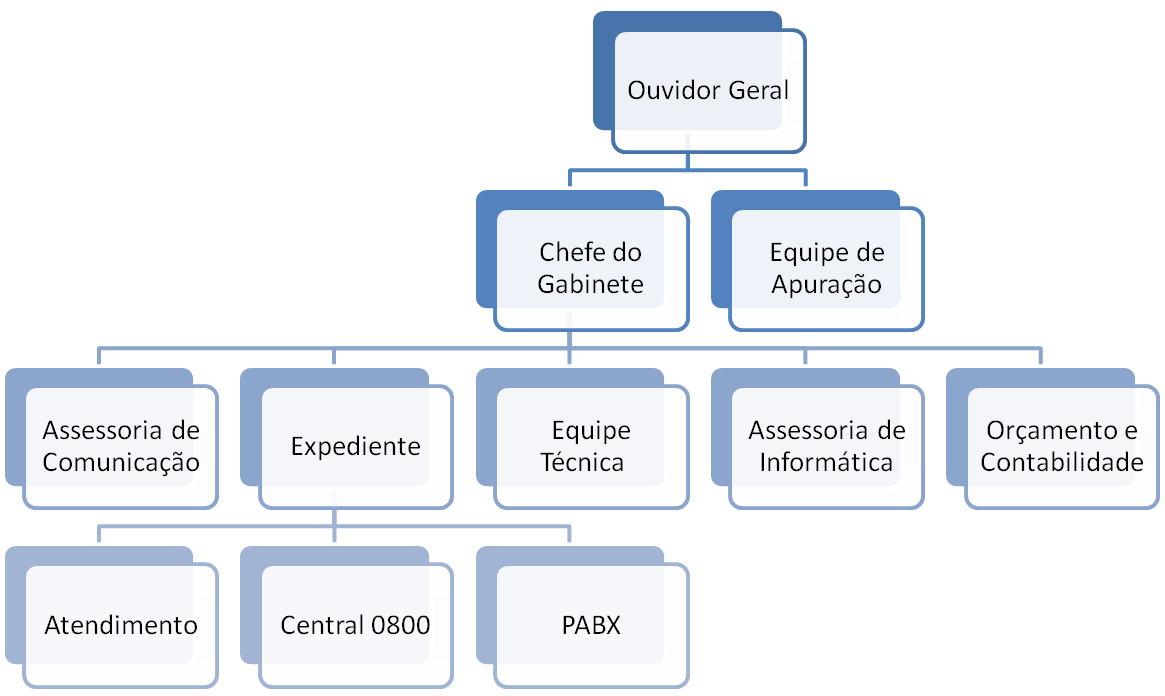 Ouvidor Geral
Chefe do
Gabinete
Equipe de
Apuração
Assessoria de
Comunicação
Expediente
Equipe
Técnica
Assessoria de
Informática
Orçamento e
Contabilidade
Atendimento
Central 0800
PABX